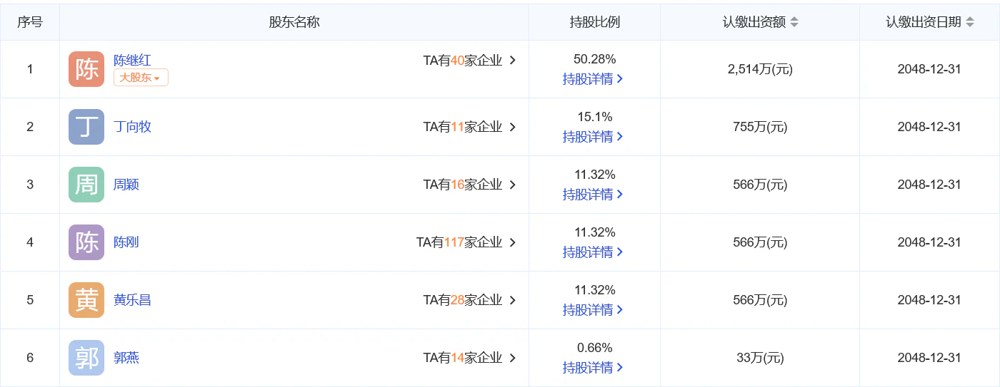 序号 股东名称 持股比例 认缴出资额 认缴出资日期
1 陈 陈继红 大股东 TA有40家企业 50.28% 持股详情 2,514万(元) 2048-12-31
2 丁 丁向牧 TA有11家企业 15.1% 持股详情 755万(元) 2048-12-31
3 周 周颖 TA有16家企业 11.32% 持股详情 566万(元) 2048-12-31
4 陈 陈刚 TA有117家企业 11.32% 持股详情 566万(元) 2048-12-31
5 黄 黄乐昌 TA有28家企业 11.32% 持股详情 566万(元) 2048-12-31
6 郭 郭燕 TA有14家企业 0.66% 持股详情 33万(元) 2048-12-31